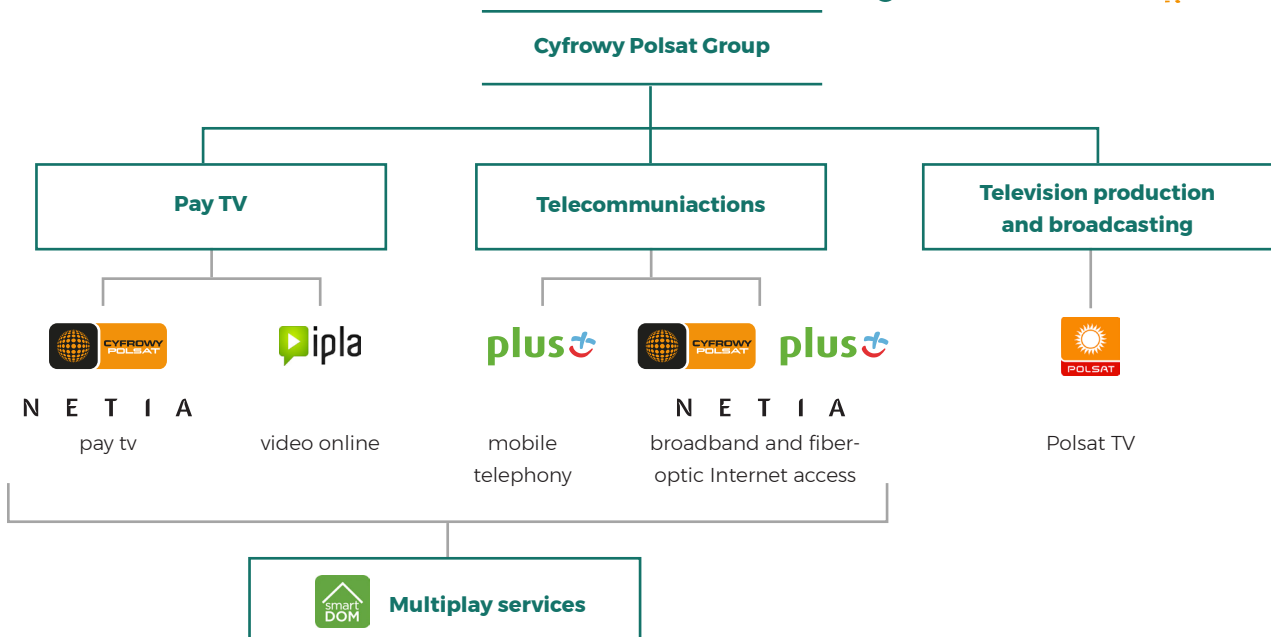 Cyfrowy Polsat Group
Pay TV
Telecommuniactions
Television production
and broadcasting
CYFROWY
POLSAT
ipla
plus
CYFROWY
POLSAT
plus
POLSAT
NETIA
NETIA
pay tv
video online
mobile
telephony
broadband and fiber-
optic Internet access
Polsat TV
smart
DOM
Multiplay services